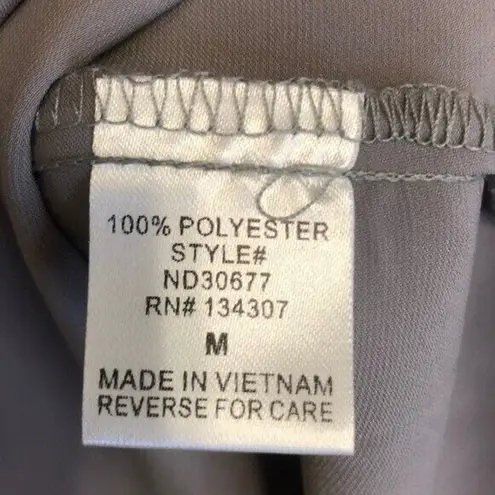 100% POLYESTER
STYLE#
ND30677
RN# 134307
M
MADE IN VIETNAM
REVERSE FOR CARE